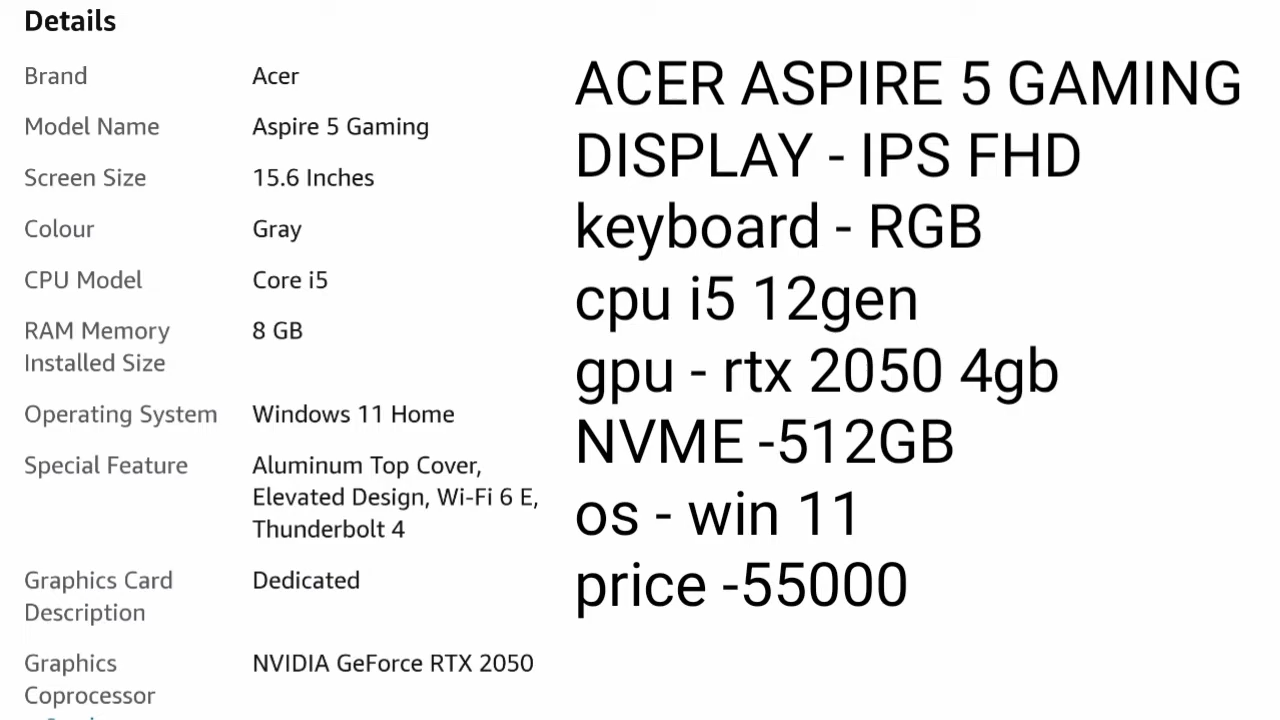 Details
Brand Acer
Model Name Aspire 5 Gaming
Screen Size 15.6 Inches
Colour Gray
CPU Model Core i5
RAM Memory 8 GB
Installed Size
Operating System Windows 11 Home
Special Feature Aluminum Top Cover,
Elevated Design, Wi-Fi 6 E,
Thunderbolt 4
Graphics Card Dedicated
Description
Graphics NVIDIA GeForce RTX 2050
Coprocessor
ACER ASPIRE 5 GAMING
DISPLAY - IPS FHD
keyboard - RGB
cpu i5 12gen
gpu - rtx 2050 4gb
NVME -512GB
os - win 11
price -55000